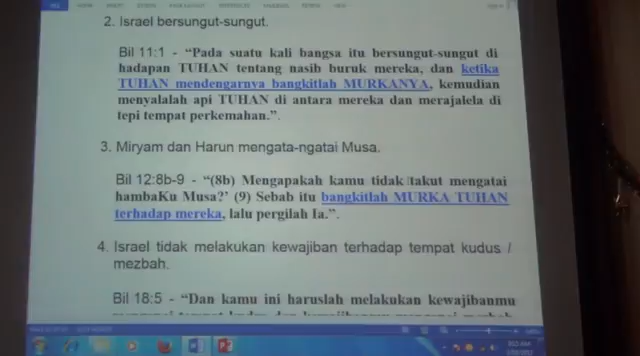 2. Israel bersungut-sungut.
Bil 11:1 - “Pada suatu kali bangsa itu bersungut-sungut di
hadapan TUHAN tentang nasib buruk mereka, dan ketika
TUHAN mendengarnya bangkitlah MURKANYA, kemudian
menyalalah api TUHAN di antara mereka dan merajalela di
tepi tempat perkemahan.”.
3. Miryam dan Harun mengata-ngatai Musa.
Bil 12:8b-9 - “(8b) Mengapakah kamu tidak takut mengatai
hambaKu Musa?’ (9) Sebab itu bangkitlah MURKA TUHAN
terhadap mereka, lalu pergilah Ia.”.
4. Israel tidak melakukan kewajiban terhadap tempat kudus /
mezbah.
Bil 18:5 - “Dan kamu ini haruslah melakukan kewajibanmu